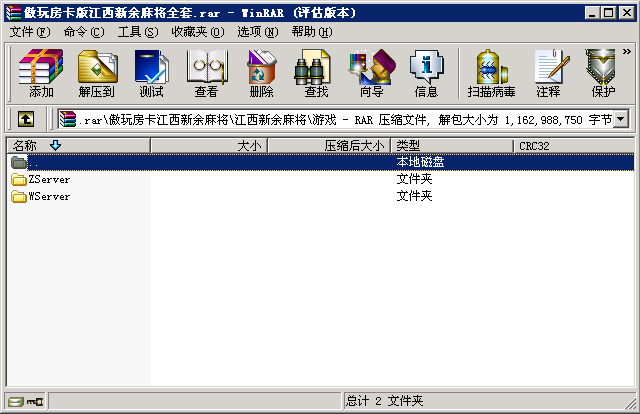 傲玩房卡版江西新余麻将全套.rar - WinRAR (评估版本)
文件(F) 命令(C) 工具(S) 收藏夹(O) 选项(N) 帮助(H)
添加 解压到 测试 查看 删除 查找 向导 信息 扫描病毒 注释 保护 »
.rar\傲玩房卡江西新余麻将\江西新余麻将\游戏 - RAR 压缩文件, 解包大小为 1,162,988,750 字节
名称 大小 压缩后大小 类型 CRC32
.. 本地磁盘
ZServer 文件夹
WServer 文件夹
总计 2 文件夹